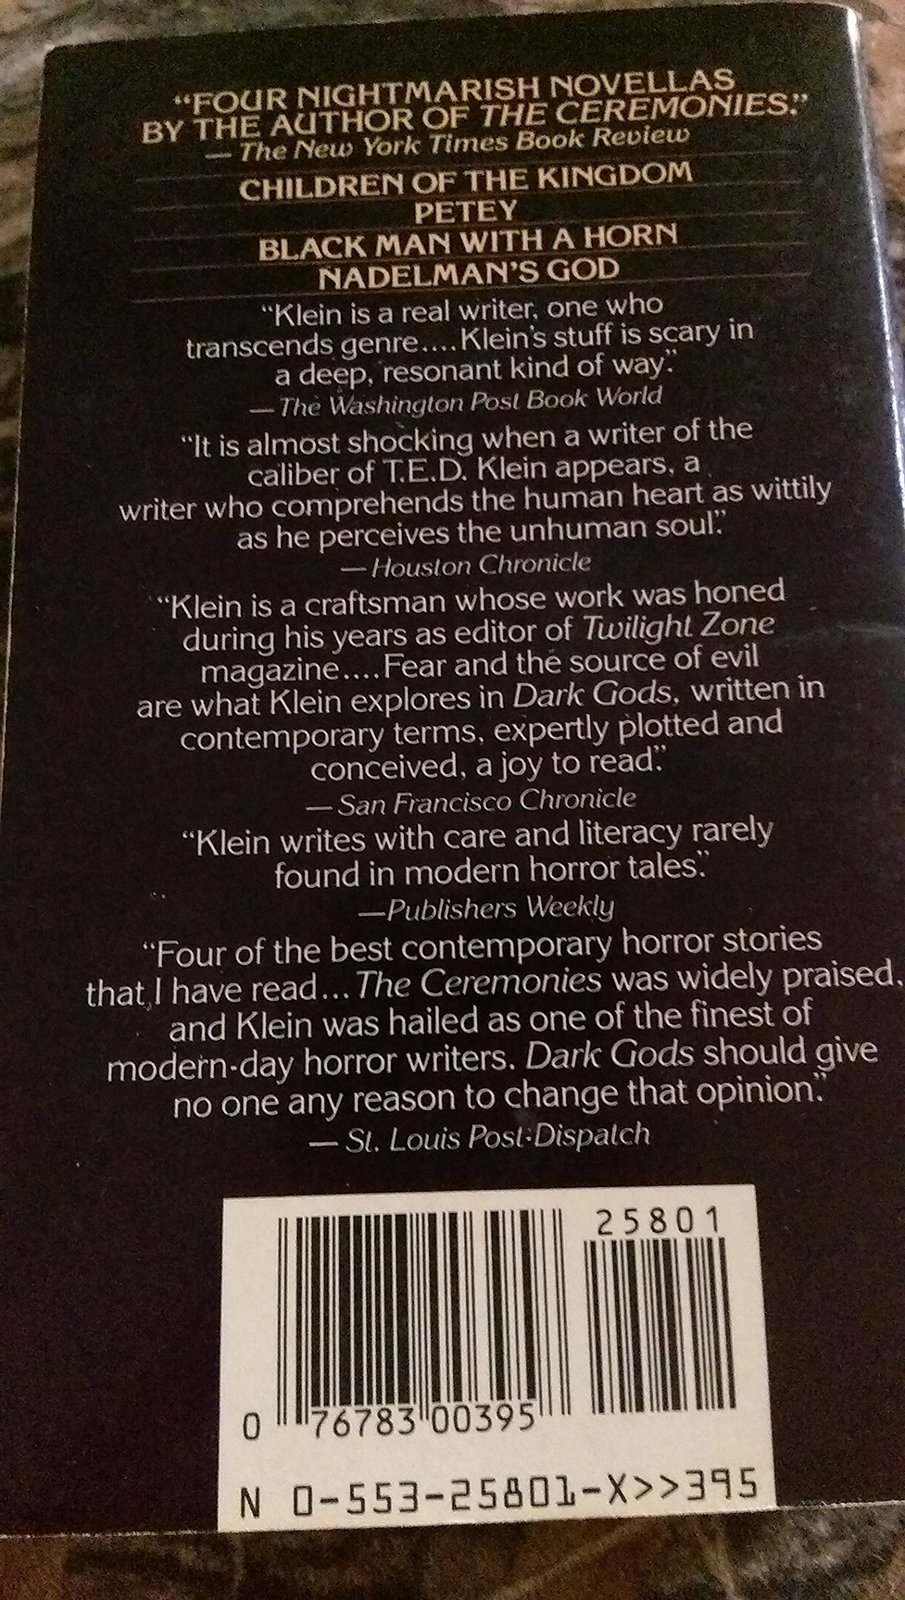 “FOUR NIGHTMARISH NOVELLAS
BY THE AUTHOR OF THE CEREMONIES.”
— The New York Times Book Review
CHILDREN OF THE KINGDOM
PETEY
BLACK MAN WITH A HORN
NADELMAN'S GOD
“Klein is a real writer, one who
transcends genre.... Klein's stuff is scary in
a deep, resonant kind of way.”
— The Washington Post Book World
“It is almost shocking when a writer of the
caliber of T.E.D. Klein appears, a
writer who comprehends the human heart as wittily
as he perceives the unhuman soul.”
— Houston Chronicle
“Klein is a craftsman whose work was honed
during his years as editor of Twilight Zone
magazine.... Fear and the source of evil
are what Klein explores in Dark Gods, written in
contemporary terms, expertly plotted and
conceived, a joy to read.”
— San Francisco Chronicle
“Klein writes with care and literacy rarely
found in modern horror tales.”
—Publishers Weekly
“Four of the best contemporary horror stories
that I have read... The Ceremonies was widely praised,
and Klein was hailed as one of the finest of
modern-day horror writers. Dark Gods should give
no one any reason to change that opinion.”
— St. Louis Post-Dispatch
25801
0 76783 00395
N 0-553-25801-X>>395